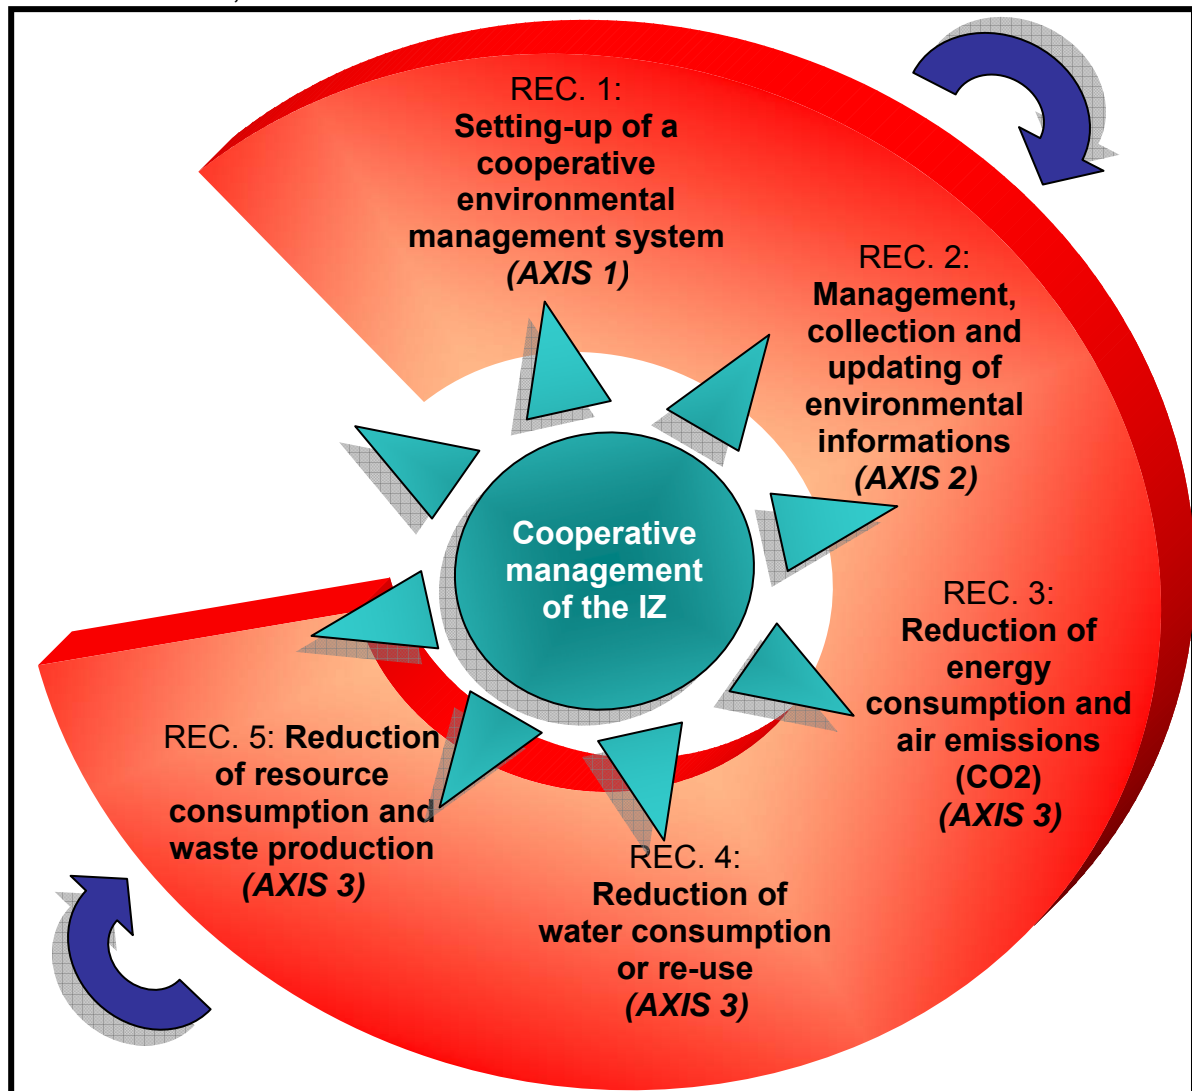 REC. 1:
Setting-up of a
cooperative
environmental
management system
(AXIS 1)
REC. 2:
Management,
collection and
updating of
environmental
informations
(AXIS 2)
Cooperative
management
of the IZ
REC. 3:
Reduction of
energy
consumption and
air emissions
(CO2)
(AXIS 3)
REC. 5: Reduction
of resource
consumption and
waste production
(AXIS 3)
REC. 4:
Reduction of
water consumption
or re-use
(AXIS 3)